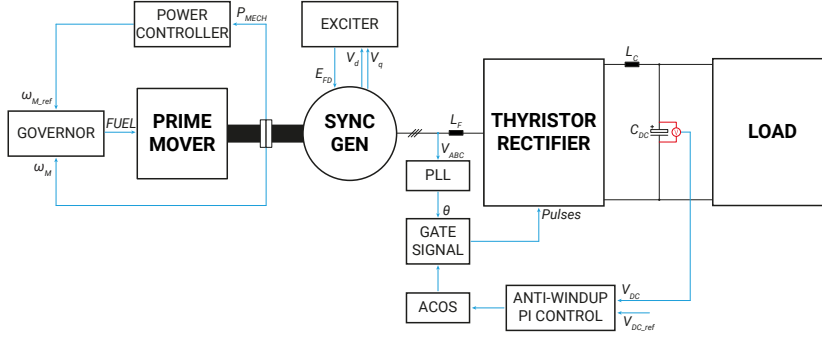 POWER
CONTROLLER
P_MECH
EXCITER
V_d
V_q
E_FD
ω_M_ref
GOVERNOR
FUEL
PRIME
MOVER
SYNC
GEN
ω_M
L_F
V_ABC
PLL
θ
GATE
SIGNAL
Pulses
ACOS
THYRISTOR
RECTIFIER
L_C
C_DC
+
V
LOAD
ANTI-WINDUP
PI CONTROL
V_DC
V_DC_ref